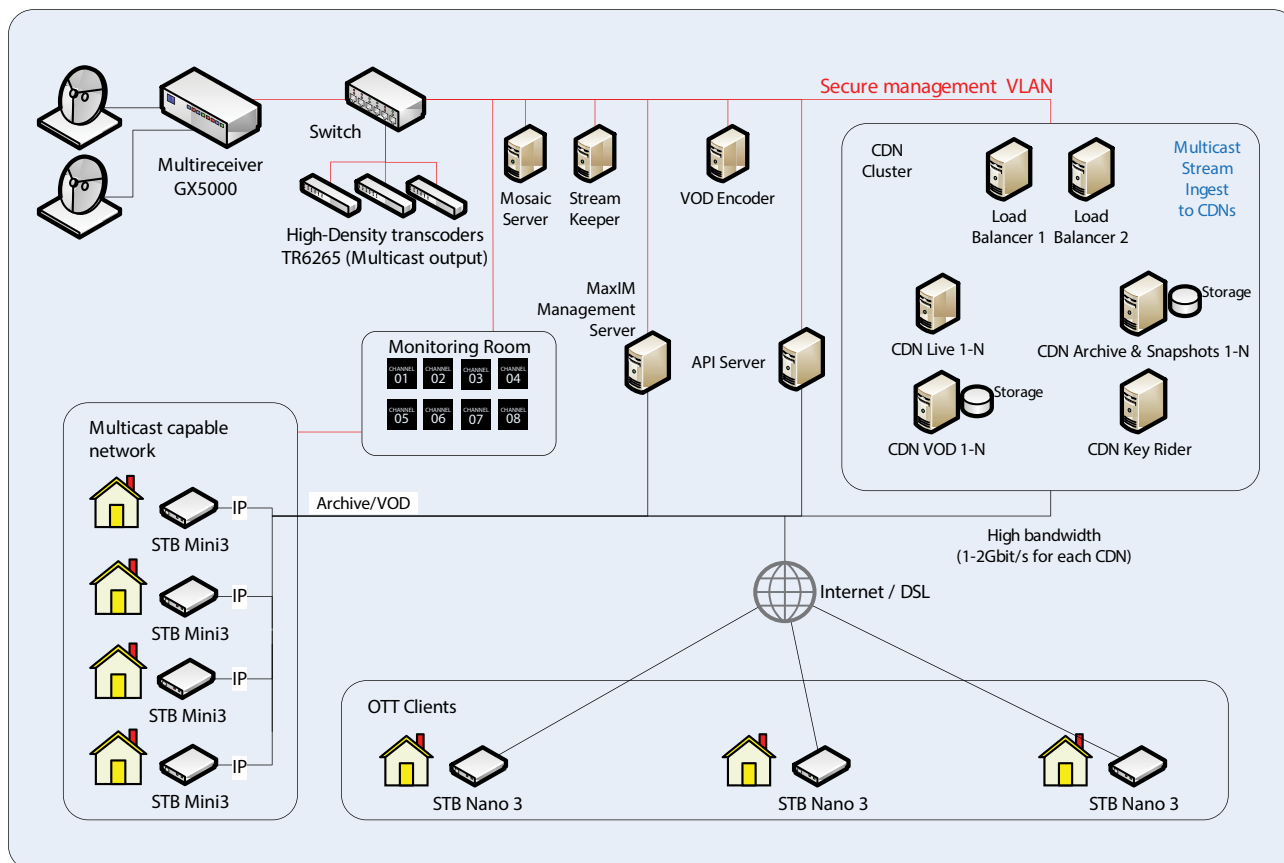 Secure management VLAN
Switch
Multireceiver
GX5000
High-Density transcoders
TR6265 (Multicast output)
Mosaic
Server
Stream
Keeper
VOD Encoder
CDN
Cluster
Load
Balancer 1
Load
Balancer 2
Multicast
Stream
Ingest
to CDNs
MaxIM
Management
Server
API Server
CDN Live 1-N
Storage
CDN Archive & Snapshots 1-N
Storage
CDN VOD 1-N
CDN Key Rider
Monitoring Room
CHANNEL
01
CHANNEL
02
CHANNEL
03
CHANNEL
04
CHANNEL
05
CHANNEL
06
CHANNEL
07
CHANNEL
08
Multicast capable
network
IP
STB Mini3
IP
STB Mini3
IP
STB Mini3
IP
STB Mini3
Archive/VOD
High bandwidth
(1-2Gbit/s for each CDN)
Internet / DSL
OTT Clients
STB Nano 3
STB Nano 3
STB Nano 3